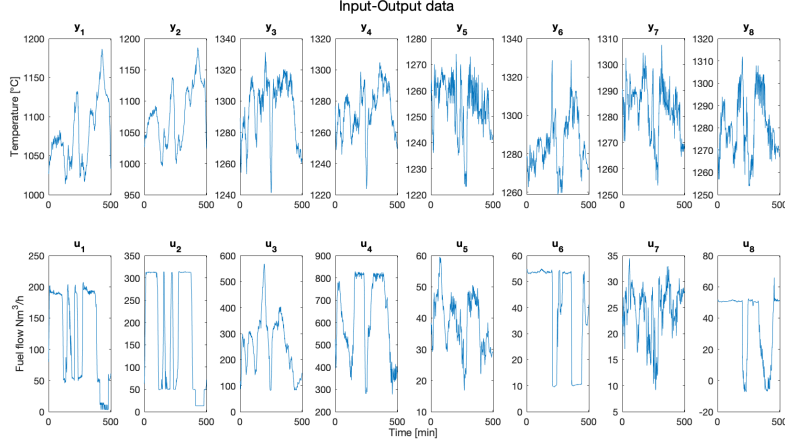 Input-Output data
y1 y2 y3 y4 y5 y6 y7 y8
Temperature [°C]
1200 1150 1100 1050 1000
0 500
1200 1150 1100 1050 1000 950
0 500
1340 1320 1300 1280 1260 1240
0 500
1340 1320 1300 1280 1260 1240 1220
0 500
1280 1270 1260 1250 1240 1230 1220
0 500
1340 1320 1300 1280 1260
0 500
1310 1300 1290 1280 1270 1260 1250
0 500
1320 1310 1300 1290 1280 1270 1260 1250
0 500
u1 u2 u3 u4 u5 u6 u7 u8
Fuel flow Nm³/h
250 200 150 100 50 0
0 500
350 300 250 200 150 100 50 0
0 500
600 500 400 300 200 100 0
0 500
900 800 700 600 500 400 300 200
0 500
60 50 40 30 20 10
0 500
60 50 40 30 20 10 0
0 500
35 30 25 20 15 10 5
0 500
80 60 40 20 0 -20
0 500
Time [min]